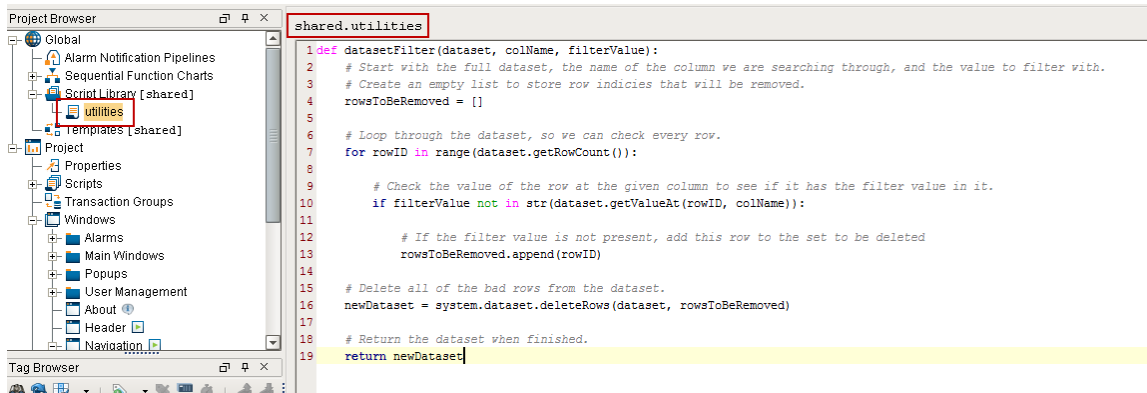 Project Browser
Global
Alarm Notification Pipelines
Sequential Function Charts
Script Library [shared]
utilities
Templates [shared]
Project
Properties
Scripts
Transaction Groups
Windows
Alarms
Main Windows
Popups
User Management
About
Header
Navigation
Tag Browser
shared.utilities
1 def datasetFilter(dataset, colName, filterValue):
2 # Start with the full dataset, the name of the column we are searching through, and the value to filter with.
3 # Create an empty list to store row indicies that will be removed.
4 rowsToBeRemoved = []
5
6 # Loop through the dataset, so we can check every row.
7 for rowID in range(dataset.getRowCount()):
8
9 # Check the value of the row at the given column to see if it has the filter value in it.
10 if filterValue not in str(dataset.getValueAt(rowID, colName)):
11
12 # If the filter value is not present, add this row to the set to be deleted
13 rowsToBeRemoved.append(rowID)
14
15 # Delete all of the bad rows from the dataset.
16 newDataset = system.dataset.deleteRows(dataset, rowsToBeRemoved)
17
18 # Return the dataset when finished.
19 return newDataset